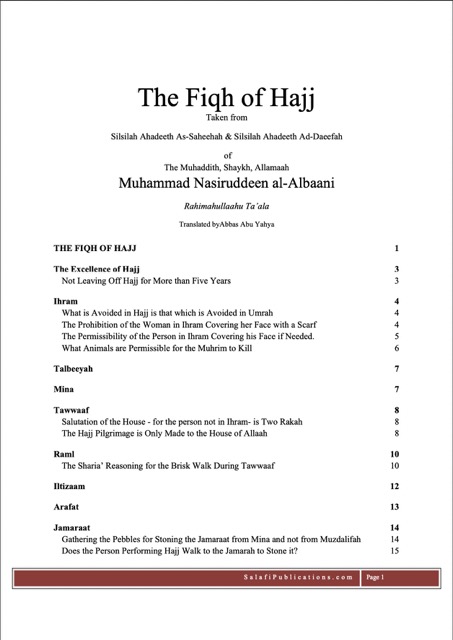 The Fiqh of Hajj
Taken from
Silsilah Ahadeeth As-Saheehah & Silsilah Ahadeeth Ad-Daeefah
of
The Muhaddith, Shaykh, Allamaah
Muhammad Nasiruddeen al-Albaani
Rahimahullaahu Ta'ala
Translated byAbbas Abu Yahya
THE FIQH OF HAJJ 1
The Excellence of Hajj 3
Not Leaving Off Hajj for More than Five Years 3
Ihram 4
What is Avoided in Hajj is that which is Avoided in Umrah 4
The Prohibition of the Woman in Ihram Covering her Face with a Scarf 4
The Permissibility of the Person in Ihram Covering his Face if Needed. 5
What Animals are Permissible for the Muhrim to Kill 6
Talbeeyah 7
Mina 7
Tawwaaf 8
Salutation of the House - for the person not in Ihram- is Two Rakah 8
The Hajj Pilgrimage is Only Made to the House of Allaah 8
Raml 10
The Sharia' Reasoning for the Brisk Walk During Tawwaaf 10
Iltizaam 12
Arafat 13
Jamaraat 14
Gathering the Pebbles for Stoning the Jamaraat from Mina and not from Muzdalifah 14
Does the Person Performing Hajj Walk to the Jamarah to Stone it? 15
SalafiPublications.com Page 1